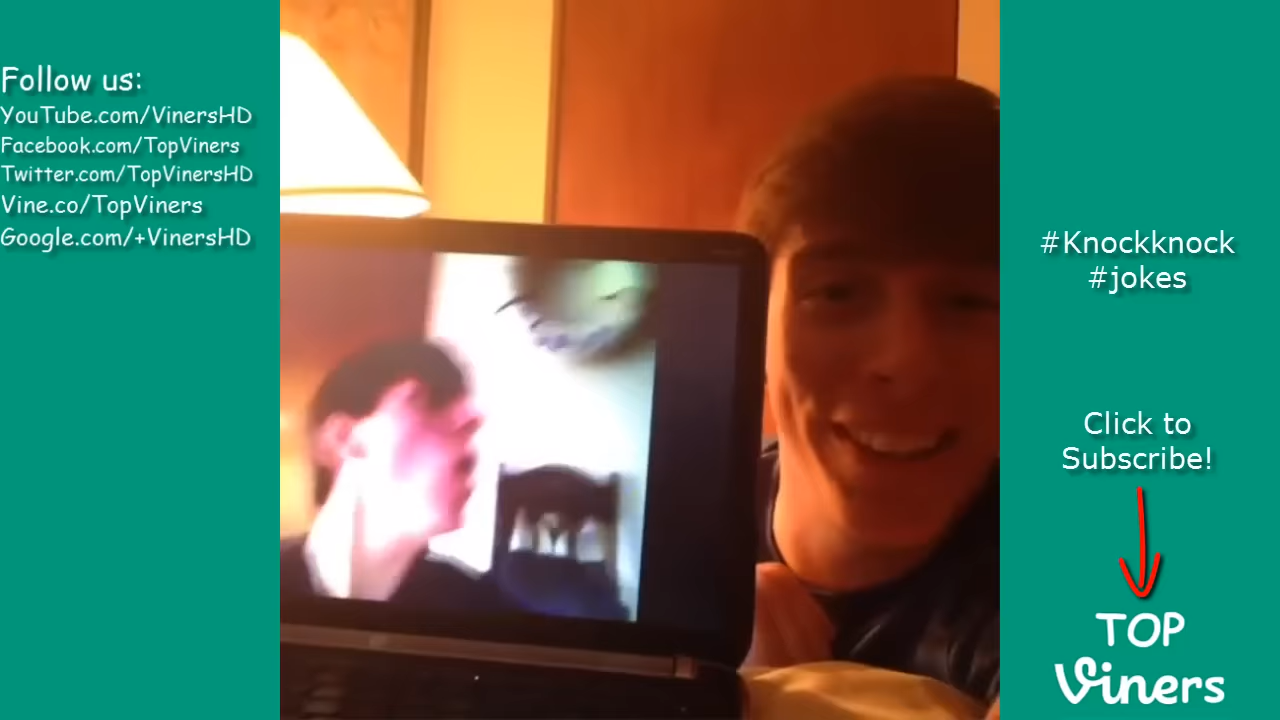 Follow us:
YouTube.com/VinersHD
Facebook.com/TopViners
Twitter.com/TopVinersHD
Vine.co/TopViners
Google.com/+VinersHD
#Knockknock
#jokes
Click to
Subscribe!
TOP
Viners